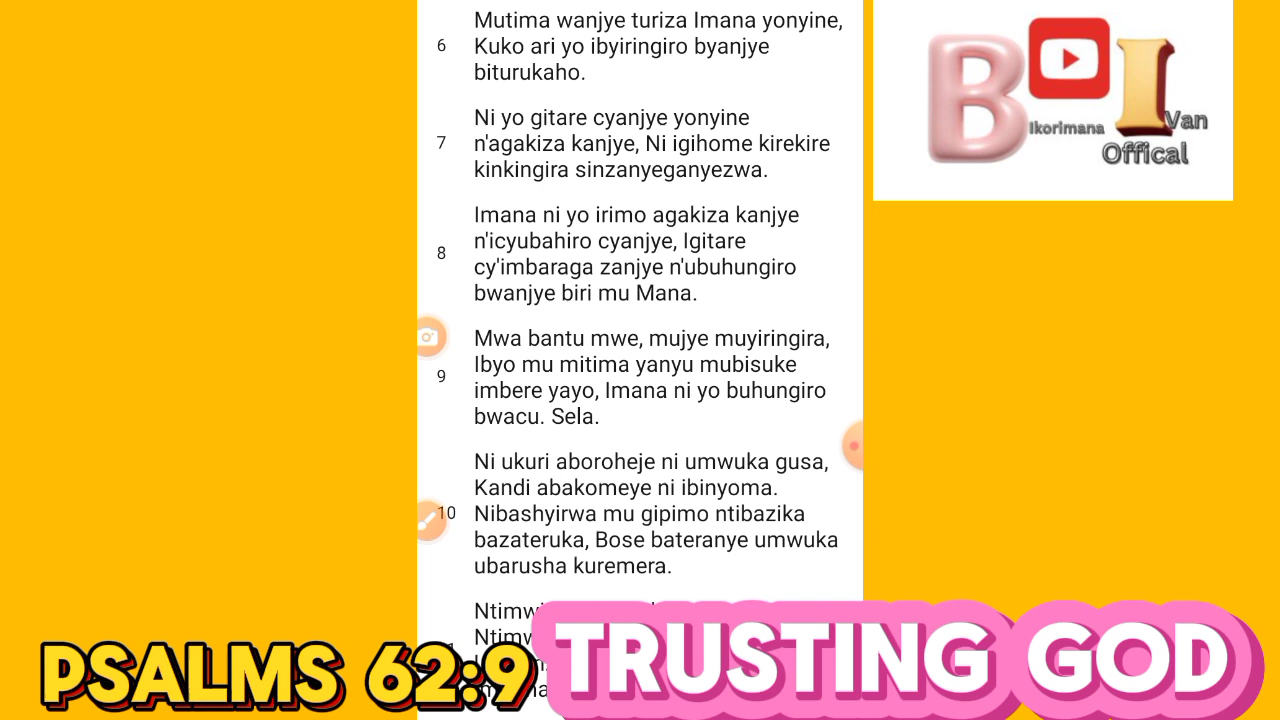 Mutima wanjye turiza Imana yonyine,
6 Kuko ari yo ibyiringiro byanjye
biturukaho.
Ni yo gitare cyanjye yonyine
7 n'agakiza kanjye, Ni igihome kirekire
kinkingira sinzanyeganyezwa.
Imana ni yo irimo agakiza kanjye
n'icyubahiro cyanjye, Igitare
8 cy'imbaraga zanjye n'ubuhungiro
bwanjye biri mu Mana.
Mwa bantu mwe, mujye muyiringira,
Ibyo mu mitima yanyu mubisuke
9 imbere yayo, Imana ni yo buhungiro
bwacu. Sela.
Ni ukuri aboroheje ni umwuka gusa,
Kandi abakomeye ni ibinyoma.
10 Nibashyirwa mu gipimo ntibazika
bazateruka, Bose bateranye umwuka
ubarusha kuremera.
B I
Ikorimana Van
Offical
PSALMS 62:9 TRUSTING GOD